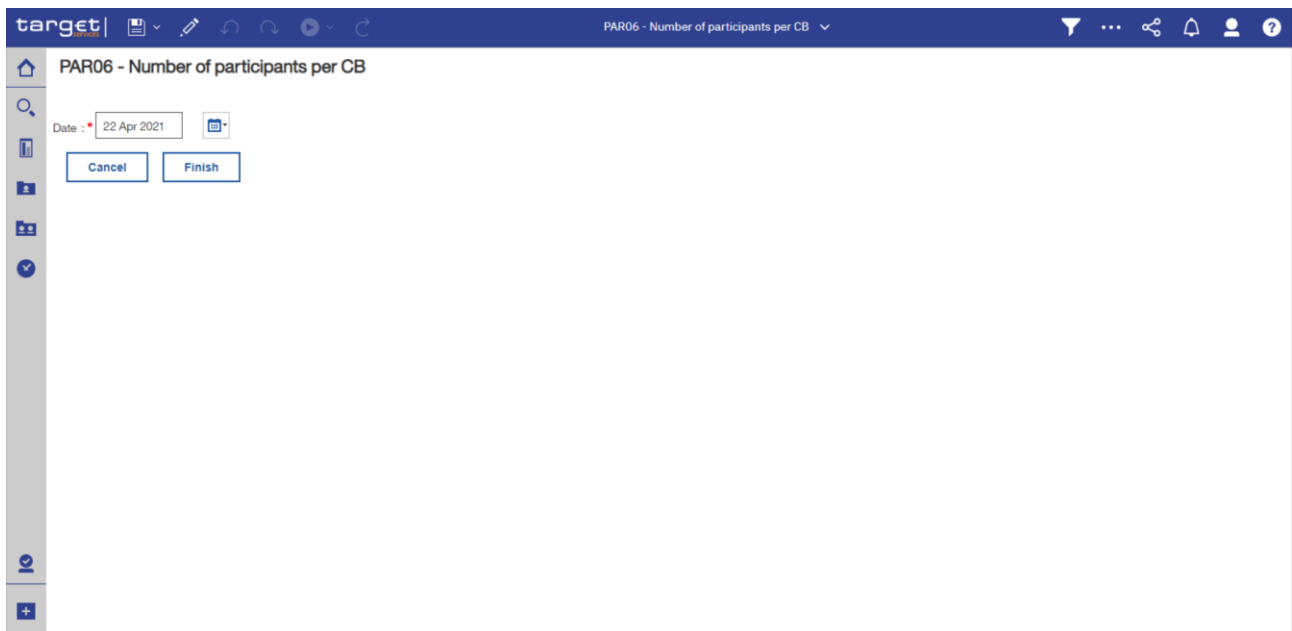 target| PAR06 - Number of participants per CB
services
PAR06 - Number of participants per CB
Date :* 22 Apr 2021
Cancel Finish